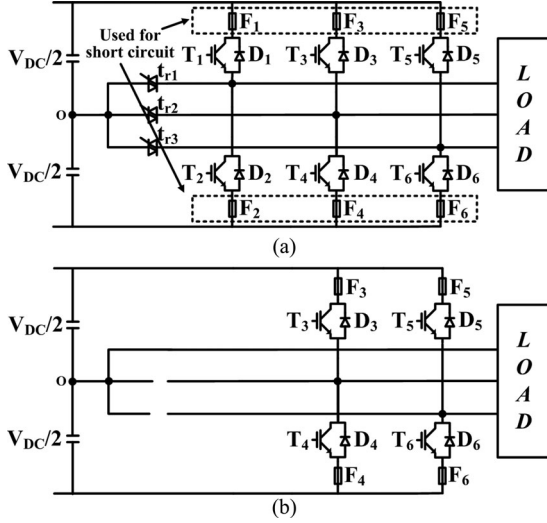 Used for
short circuit
F1 F3 F5
VDC/2
T1 D1 T3 D3 T5 D5
tr1
tr2
tr3
O
L
O
A
D
VDC/2
T2 D2 T4 D4 T6 D6
F2 F4 F6
(a)
F3 F5
VDC/2
T3 D3 T5 D5
O
L
O
A
D
VDC/2
T4 D4 T6 D6
F4 F6
(b)